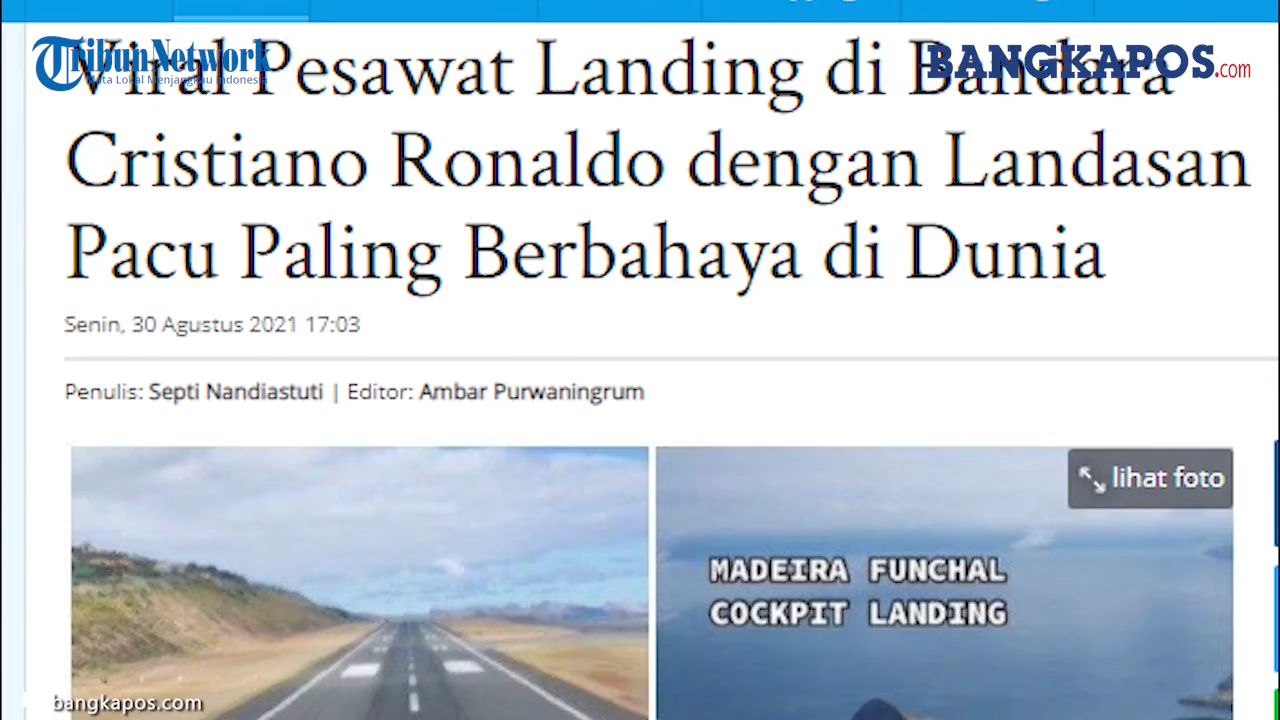 Tribun Network
Mata Lokal Menjangkau Indonesia
BANGKAPOS.com
Viral Pesawat Landing di Bandara
Cristiano Ronaldo dengan Landasan
Pacu Paling Berbahaya di Dunia
Senin, 30 Agustus 2021 17:03
Penulis: Septi Nandiastuti | Editor: Ambar Purwaningrum
lihat foto
MADEIRA FUNCHAL
COCKPIT LANDING
bangkapos.com